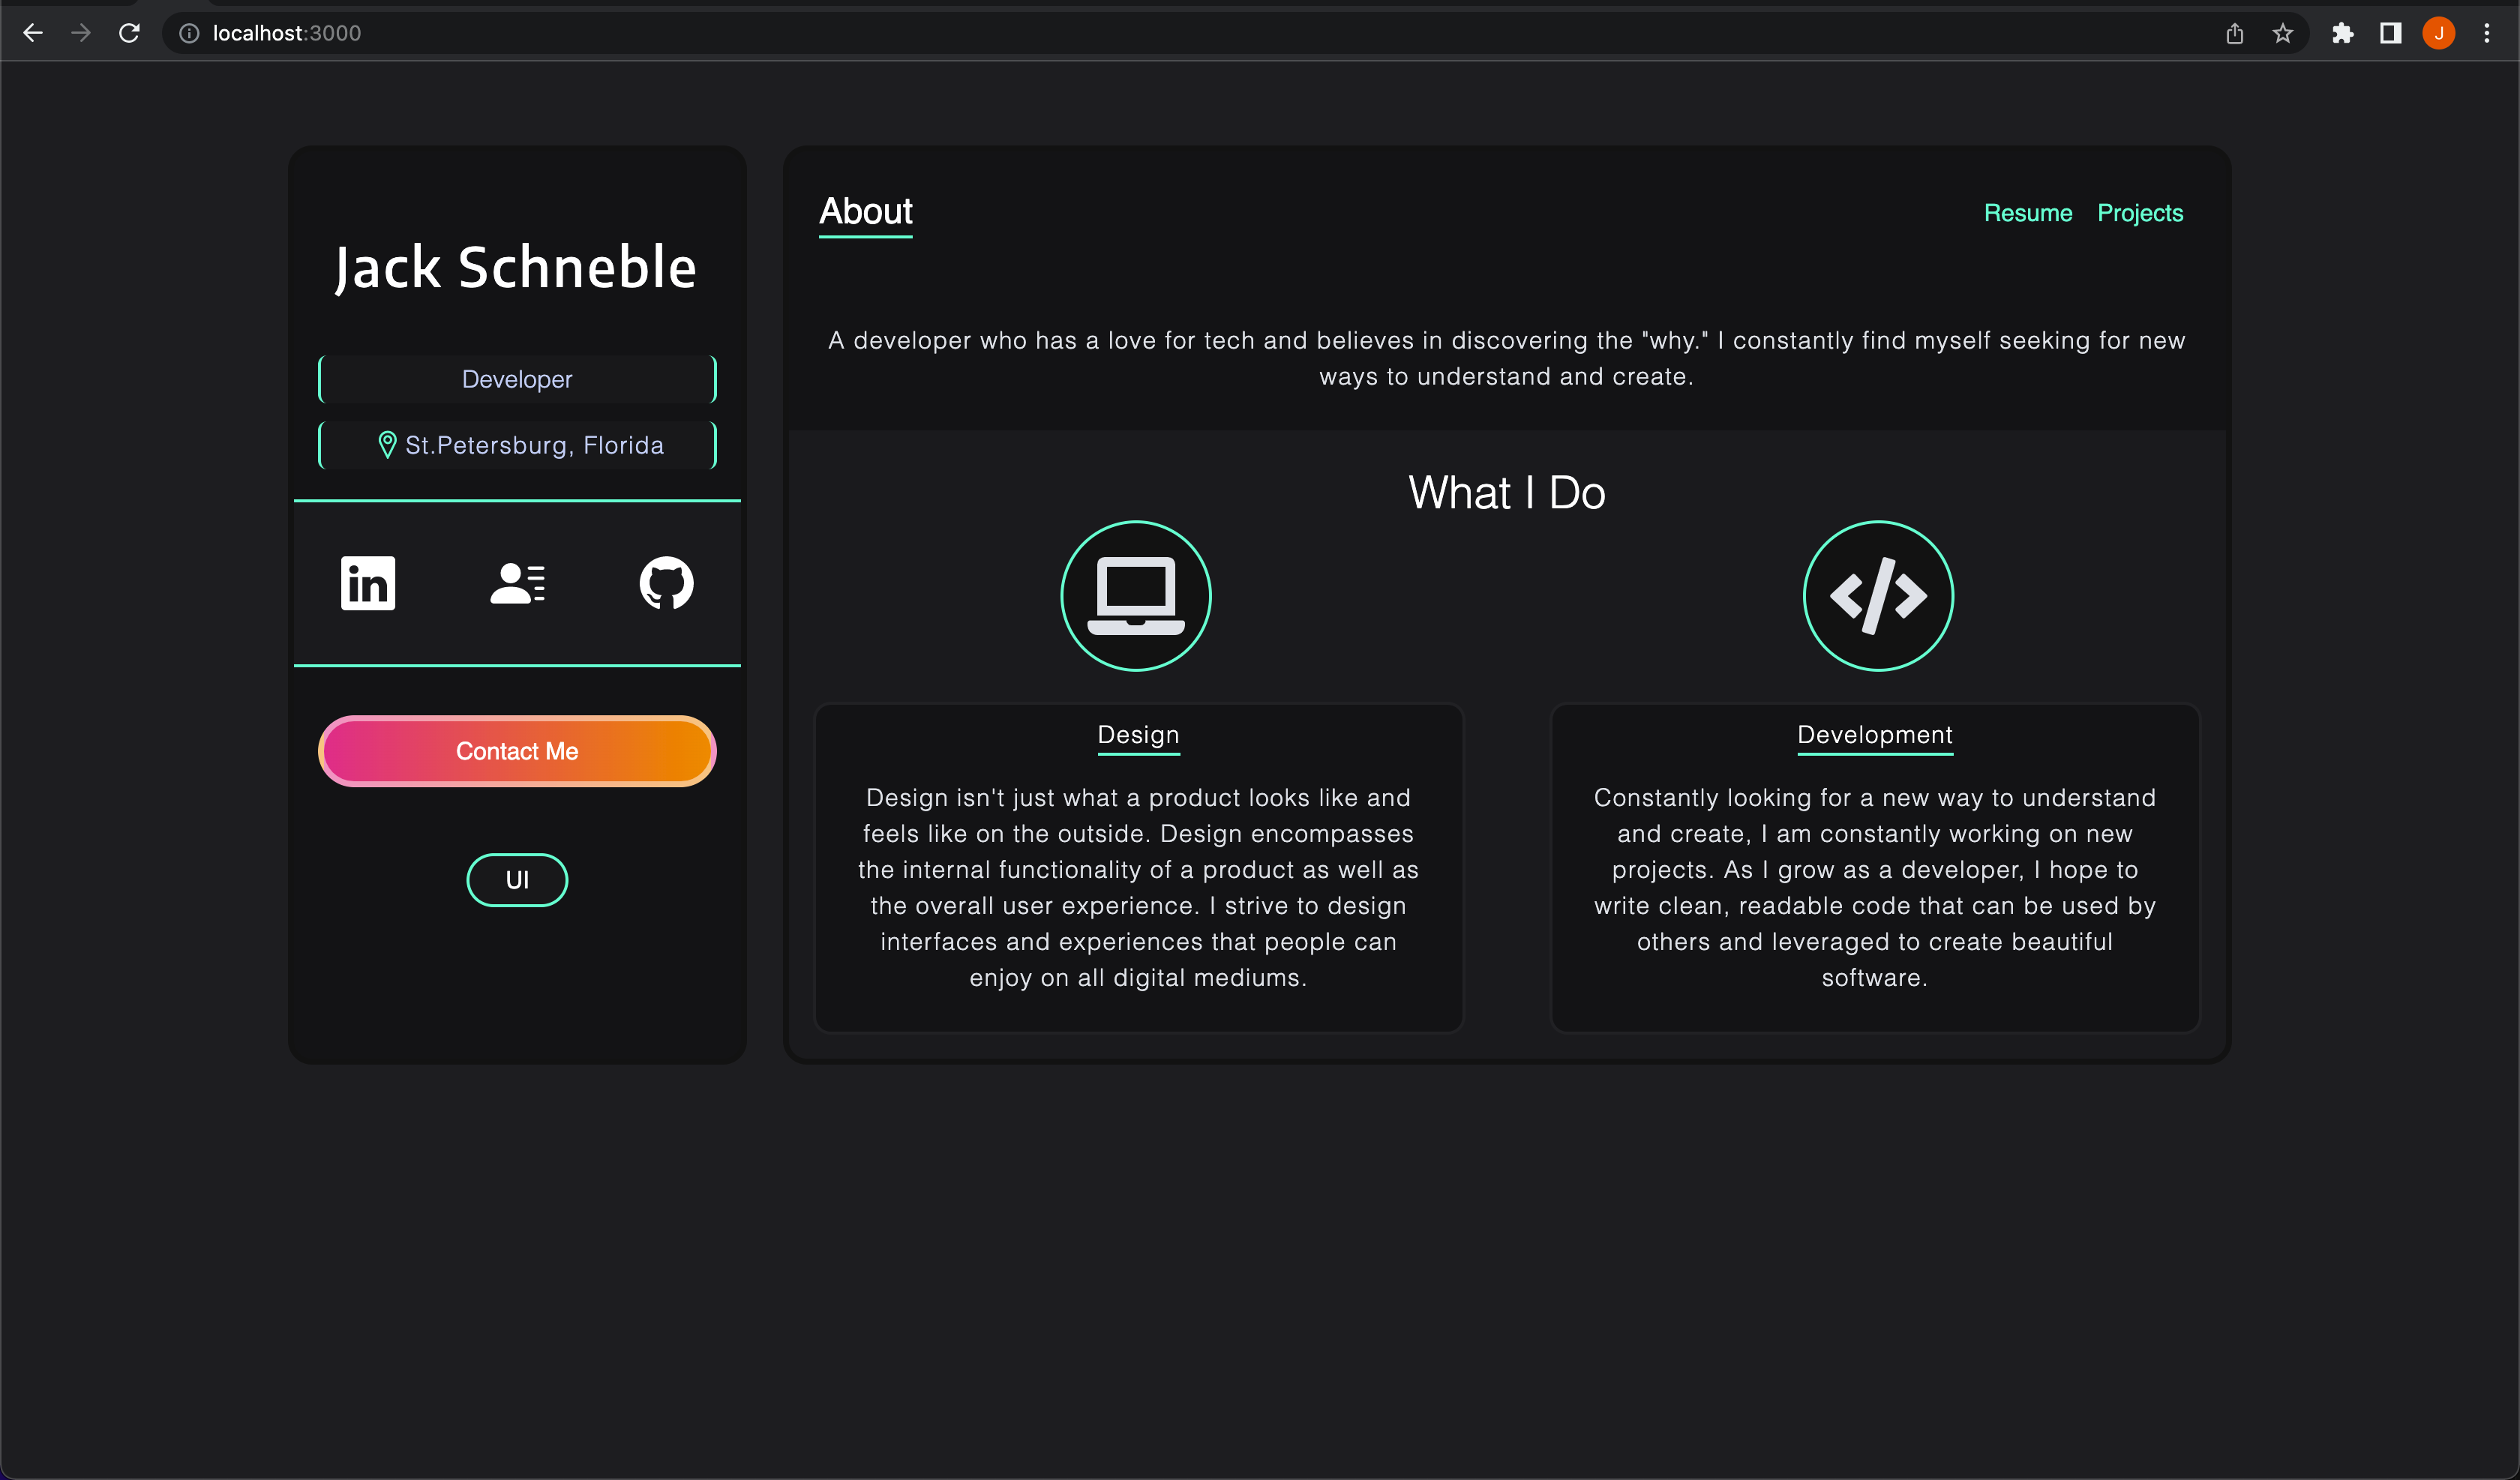 localhost:3000
J
Jack Schneble
Developer
St.Petersburg, Florida
in
Contact Me
UI
About
Resume Projects
A developer who has a love for tech and believes in discovering the "why." I constantly find myself seeking for new
ways to understand and create.
What I Do
</>
Design
Design isn't just what a product looks like and
feels like on the outside. Design encompasses
the internal functionality of a product as well as
the overall user experience. I strive to design
interfaces and experiences that people can
enjoy on all digital mediums.
Development
Constantly looking for a new way to understand
and create, I am constantly working on new
projects. As I grow as a developer, I hope to
write clean, readable code that can be used by
others and leveraged to create beautiful
software.